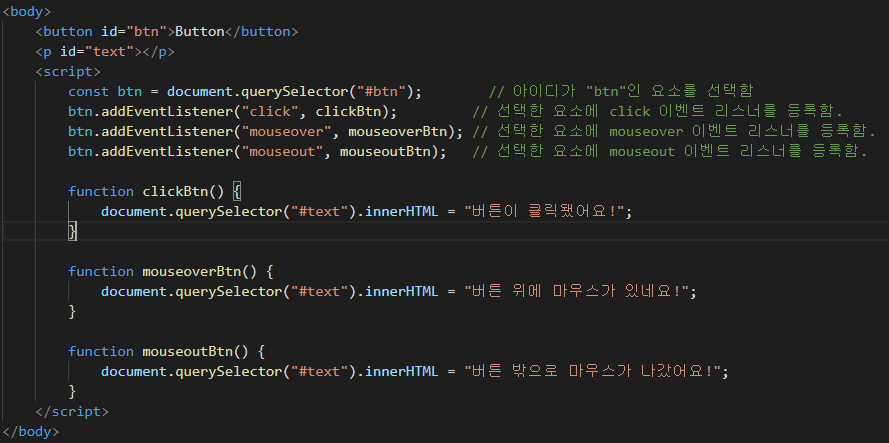 <body>
<button id="btn">Button</button>
<p id="text"></p>
<script>
const btn = document.querySelector("#btn"); // 아이디가 "btn"인 요소를 선택함
btn.addEventListener("click", clickBtn); // 선택한 요소에 click 이벤트 리스너를 등록함.
btn.addEventListener("mouseover", mouseoverBtn); // 선택한 요소에 mouseover 이벤트 리스너를 등록함.
btn.addEventListener("mouseout", mouseoutBtn); // 선택한 요소에 mouseout 이벤트 리스너를 등록함.
function clickBtn() {
document.querySelector("#text").innerHTML = "버튼이 클릭됐어요!";
}
function mouseoverBtn() {
document.querySelector("#text").innerHTML = "버튼 위에 마우스가 있네요!";
}
function mouseoutBtn() {
document.querySelector("#text").innerHTML = "버튼 밖으로 마우스가 나갔어요!";
}
</script>
</body>